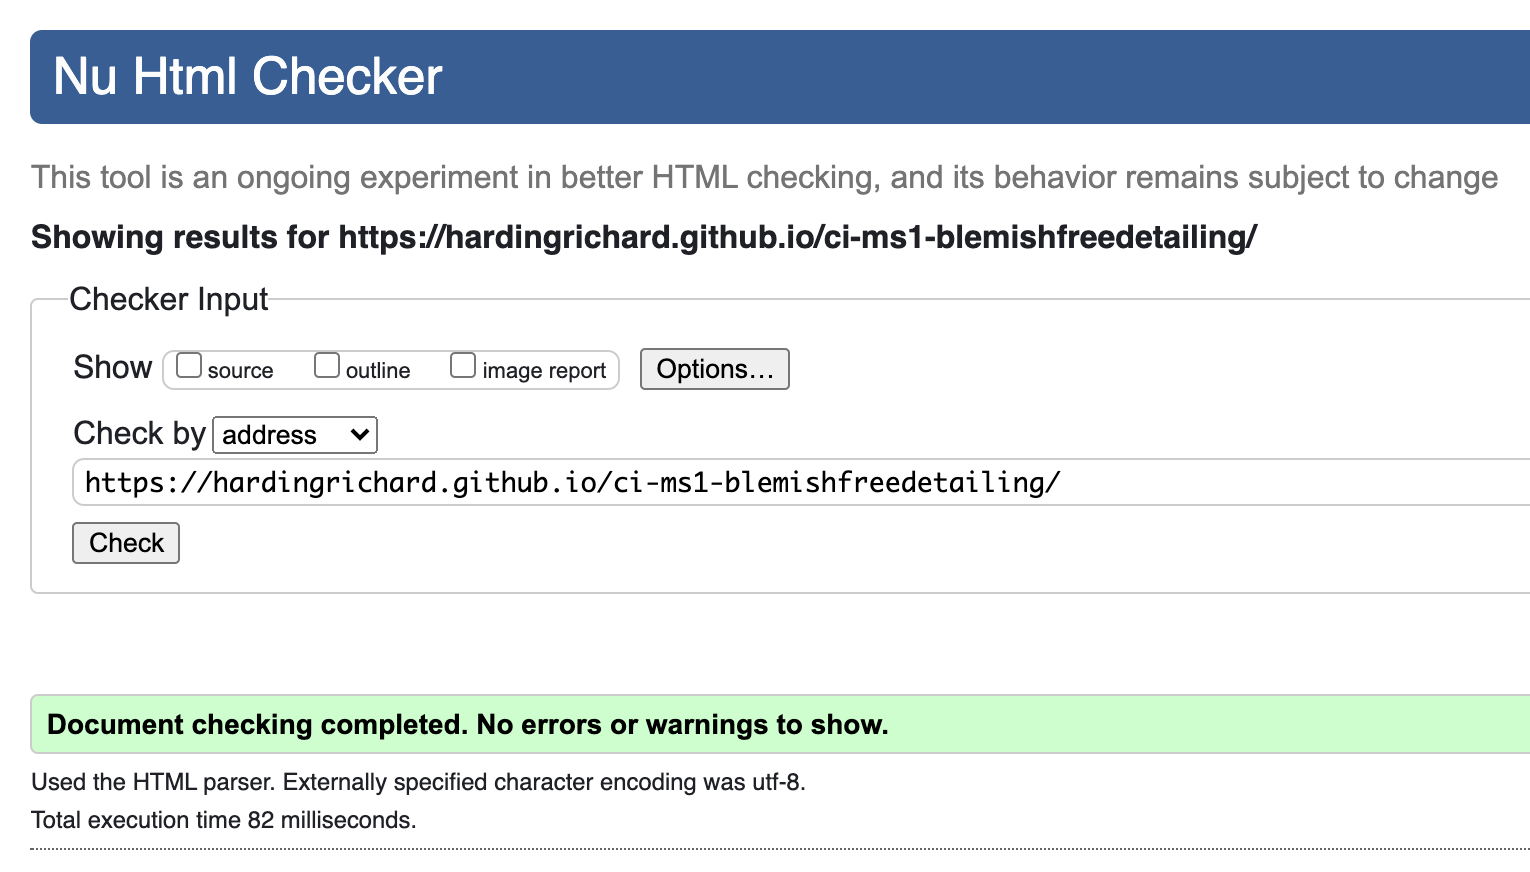 Nu Html Checker
This tool is an ongoing experiment in better HTML checking, and its behavior remains subject to change
Showing results for https://hardingrichard.github.io/ci-ms1-blemishfreedetailing/
Checker Input
Show source outline image report Options…
Check by address
https://hardingrichard.github.io/ci-ms1-blemishfreedetailing/
Check
Document checking completed. No errors or warnings to show.
Used the HTML parser. Externally specified character encoding was utf-8.
Total execution time 82 milliseconds.